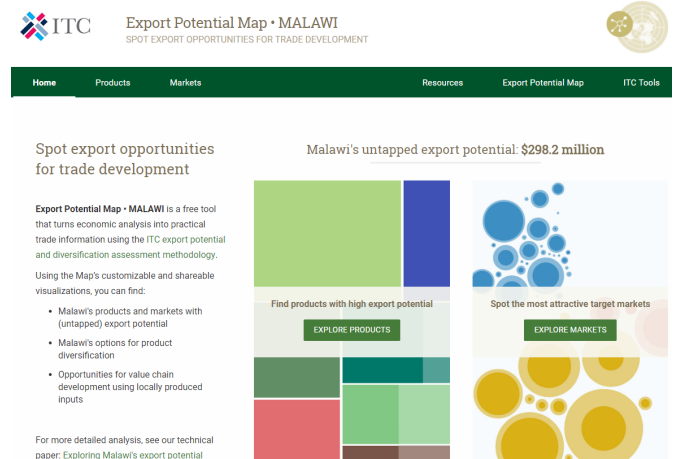 ITC
Export Potential Map • MALAWI
SPOT EXPORT OPPORTUNITIES FOR TRADE DEVELOPMENT
Home Products Markets Resources Export Potential Map ITC Tools
Spot export opportunities
for trade development
Export Potential Map • MALAWI is a free tool
that turns economic analysis into practical
trade information using the ITC export potential
and diversification assessment methodology.
Using the Map's customizable and shareable
visualizations, you can find:
• Malawi's products and markets with
(untapped) export potential
• Malawi's options for product
diversification
• Opportunities for value chain
development using locally produced
inputs
For more detailed analysis, see our technical
paper: Exploring Malawi's export potential
Malawi's untapped export potential: $298.2 million
Find products with high export potential
EXPLORE PRODUCTS
Spot the most attractive target markets
EXPLORE MARKETS